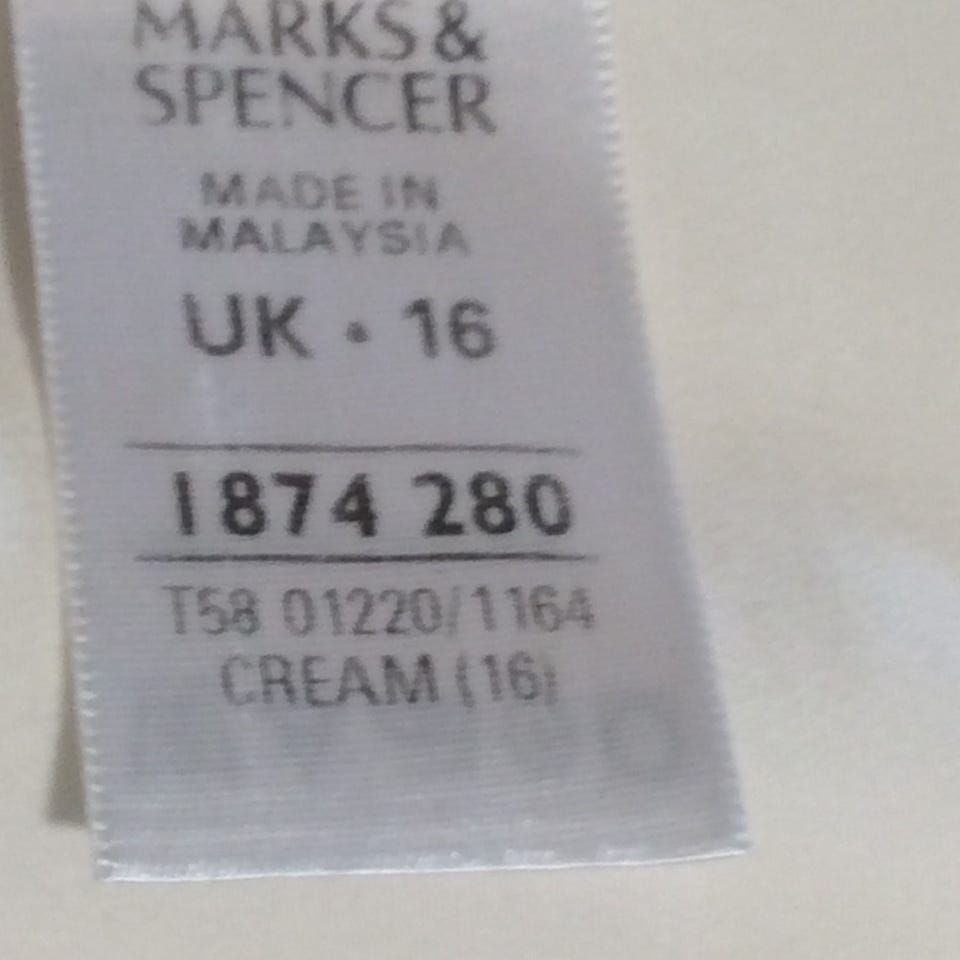 MARKS &
SPENCER
MADE IN
MALAYSIA
UK • 16
1874 280
T58 01220/1164
CREAM (16)